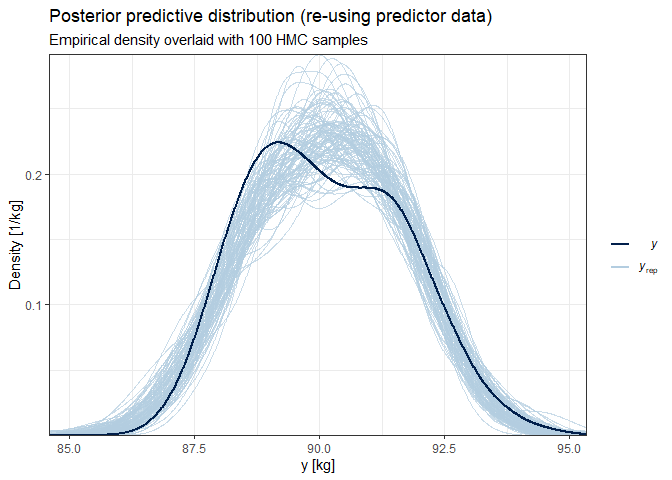 Posterior predictive distribution (re-using predictor data)
Empirical density overlaid with 100 HMC samples
Density [1/kg]
0.2
0.1
85.0 87.5 90.0 92.5 95.0
y [kg]
y
y rep